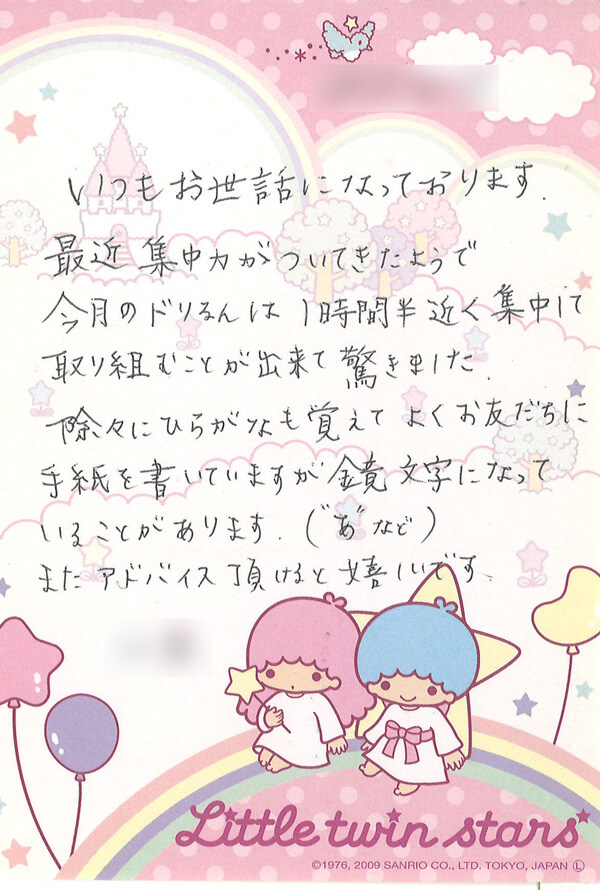 いつもお世話になっております.
最近 集中力がついてきたようで
今月のドリるんは 1時間半近く集中して
取り組むことが出来て驚きました.
除々にひらがなも覚えて よくお友だちに
手紙を書いていますが 鏡文字になって
いることがあります. ("あ"など)
またアドバイス頂けると嬉しいです.
Little twin stars
©1976, 2009 SANRIO CO., LTD. TOKYO, JAPAN Ⓛ